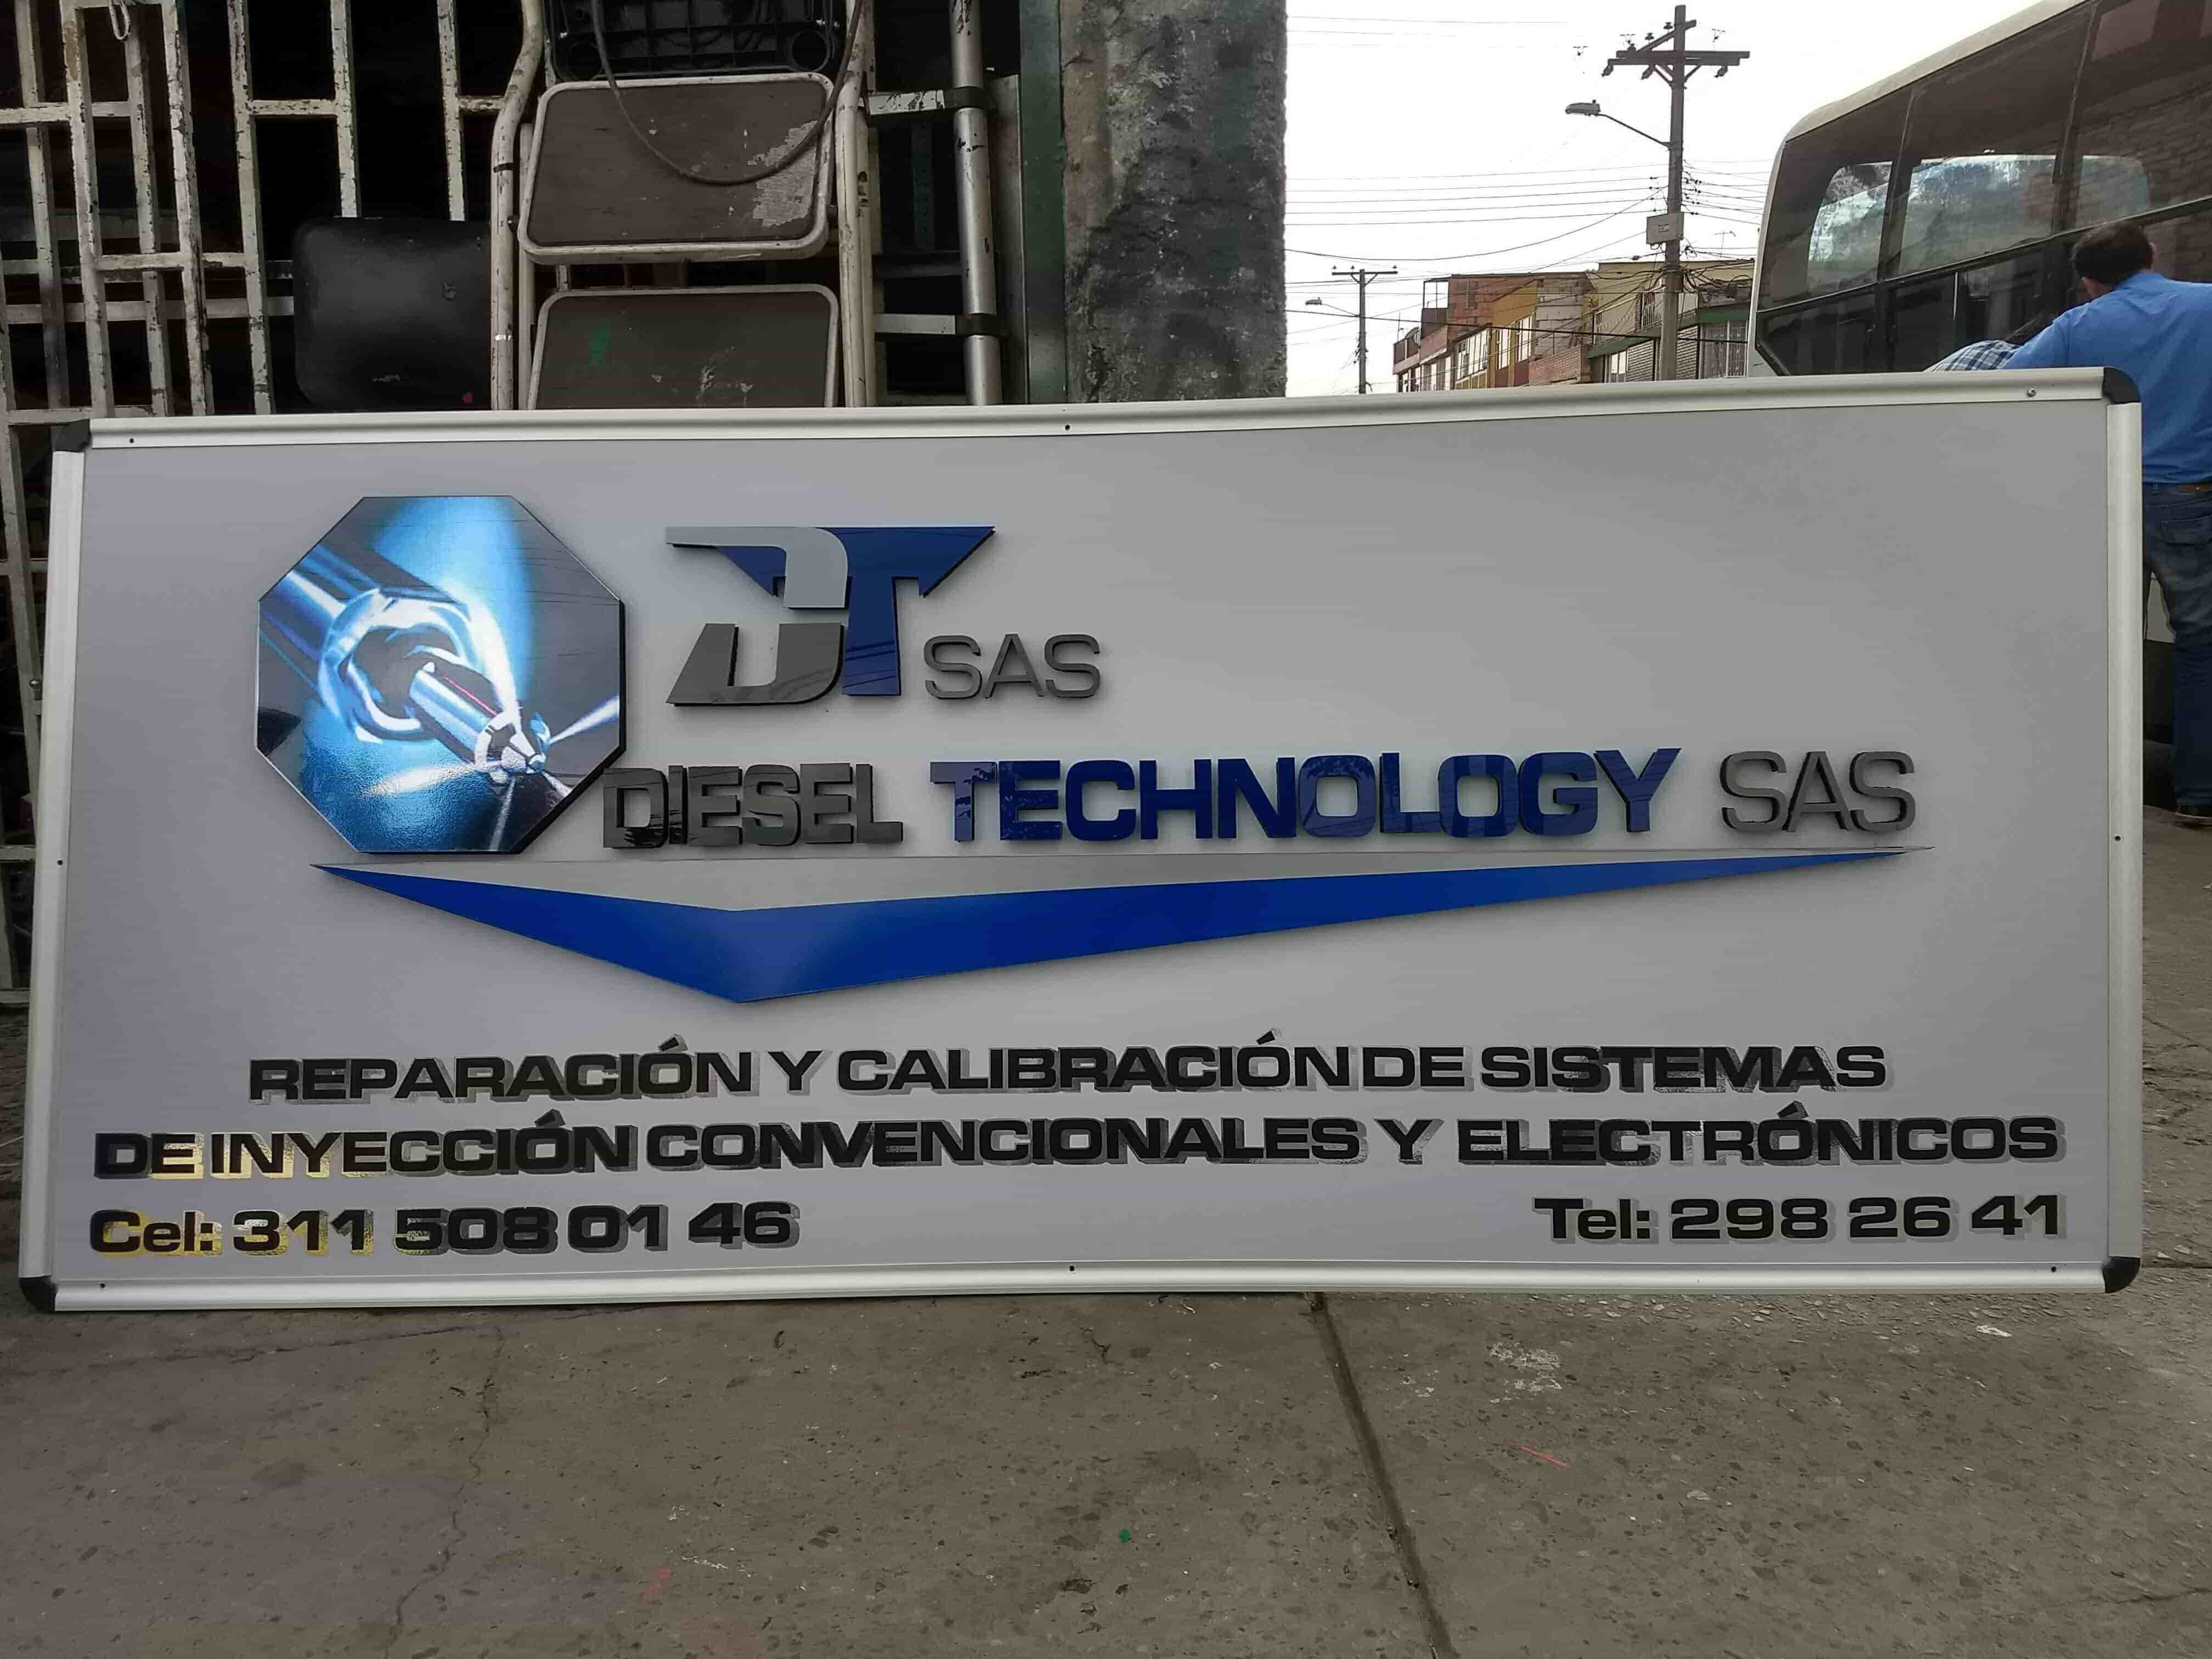 DT SAS
DIESEL TECHNOLOGY SAS
REPARACIÓN Y CALIBRACIÓN DE SISTEMAS
DE INYECCIÓN CONVENCIONALES Y ELECTRÓNICOS
Cel: 311 508 01 46 Tel: 298 26 41